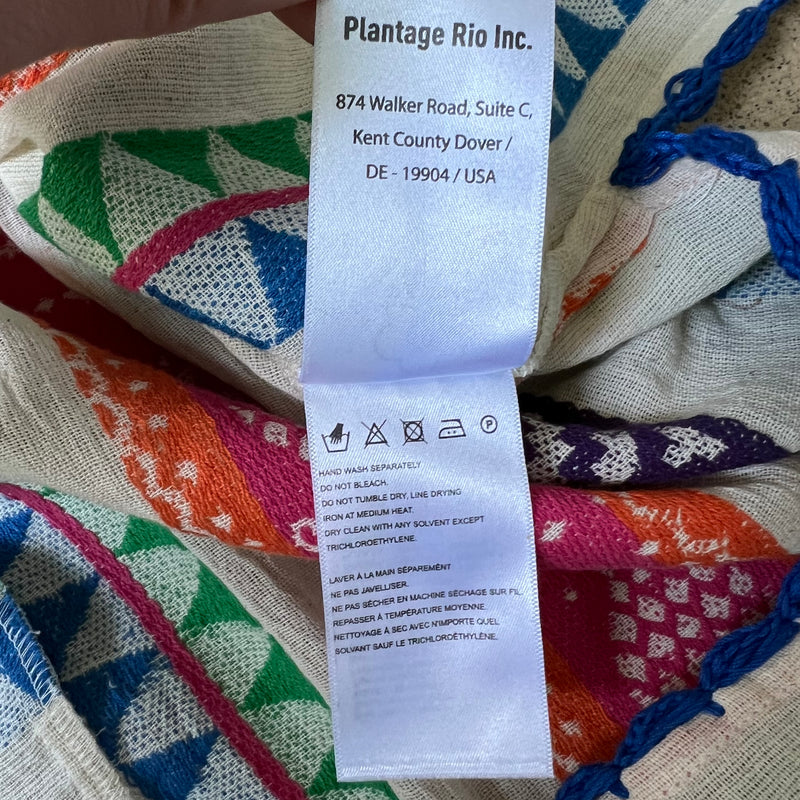 Plantage Rio Inc.
874 Walker Road, Suite C,
Kent County Dover /
DE - 19904 / USA
P
HAND WASH SEPARATELY
DO NOT BLEACH.
DO NOT TUMBLE DRY, LINE DRYING
IRON AT MEDIUM HEAT.
DRY CLEAN WITH ANY SOLVENT EXCEPT
TRICHLOROETHYLENE.
LAVER À LA MAIN SÉPAREMENT
NE PAS JAVELLISER.
NE PAS SÉCHER EN MACHINE SÉCHAGE SUR FIL.
REPASSER À TEMPÉRATURE MOYENNE.
NETTOYAGE À SEC AVEC N'IMPORTE QUEL
SOLVANT SAUF LE TRICHLOROÉTHYLÈNE.